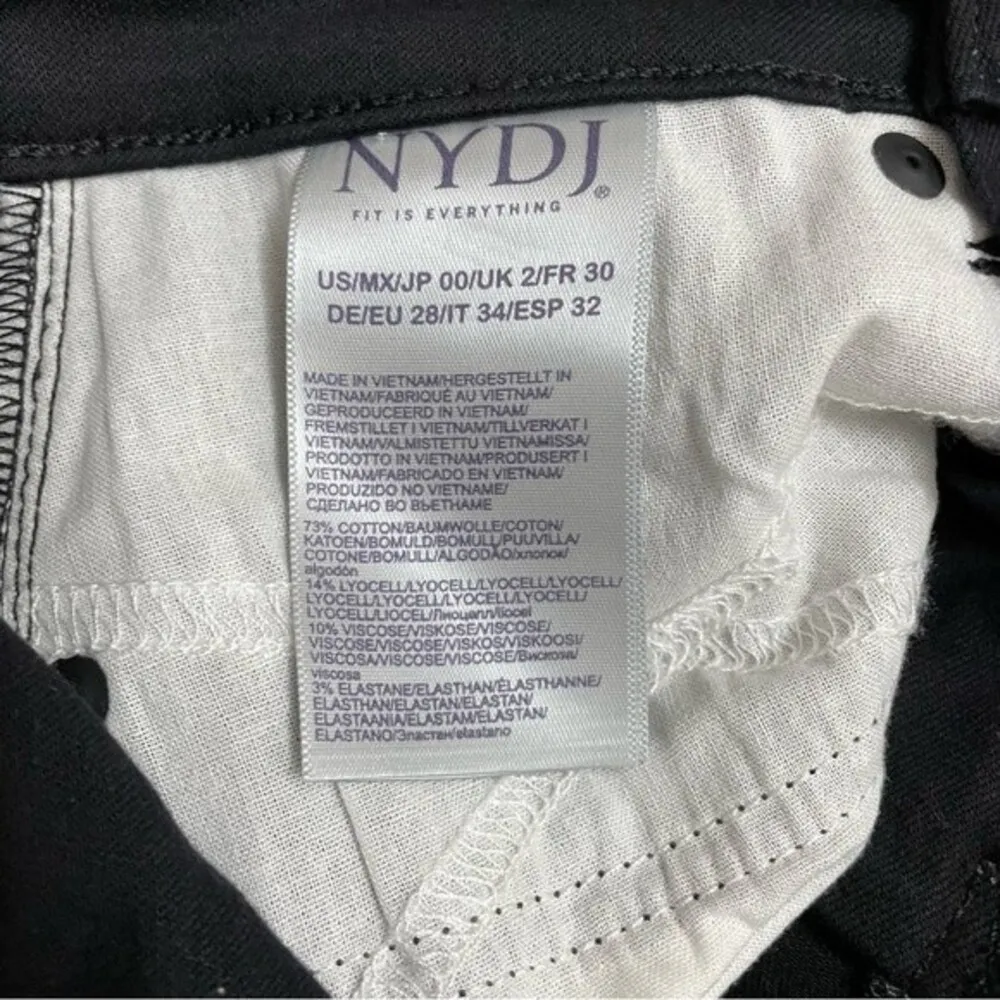 NYDJ®
FIT IS EVERYTHING
US/MX/JP 00/UK 2/FR 30
DE/EU 28/IT 34/ESP 32
MADE IN VIETNAM/HERGESTELLT IN
VIETNAM/FABRIQUÉ AU VIETNAM/
GEPRODUCEERD IN VIETNAM/
FREMSTILLET I VIETNAM/TILLVERKAT I
VIETNAM/VALMISTETTU VIETNAMISSA/
PRODOTTO IN VIETNAM/PRODUSERT I
VIETNAM/FABRICADO EN VIETNAM/
PRODUZIDO NO VIETNAME/
СДЕЛАНО ВО ВЬЕТНАМЕ
73% COTTON/BAUMWOLLE/COTON/
KATOEN/BOMULD/BOMULL/PUUVILLA/
COTONE/BOMULL/ALGODÃO/хлопок/
algodón
14% LYOCELL/LYOCELL/LYOCELL/LYOCELL/
LYOCELL/LYOCELL/LYOCELL/LYOCELL/
LYOCELL/LIOCEL/Лиоцелл/liocel
10% VISCOSE/VISKOSE/VISCOSE/
VISCOSE/VISKOSE/VISKOS/VISKOOSI/
VISCOSA/VISCOSE/VISCOSE/Вискоза/
viscosa
3% ELASTANE/ELASTHAN/ÉLASTHANNE/
ELASTHAN/ELASTAN/ELASTAN/
ELASTAANIA/ELASTAM/ELASTAN/
ELASTANO/Эластан/elastano